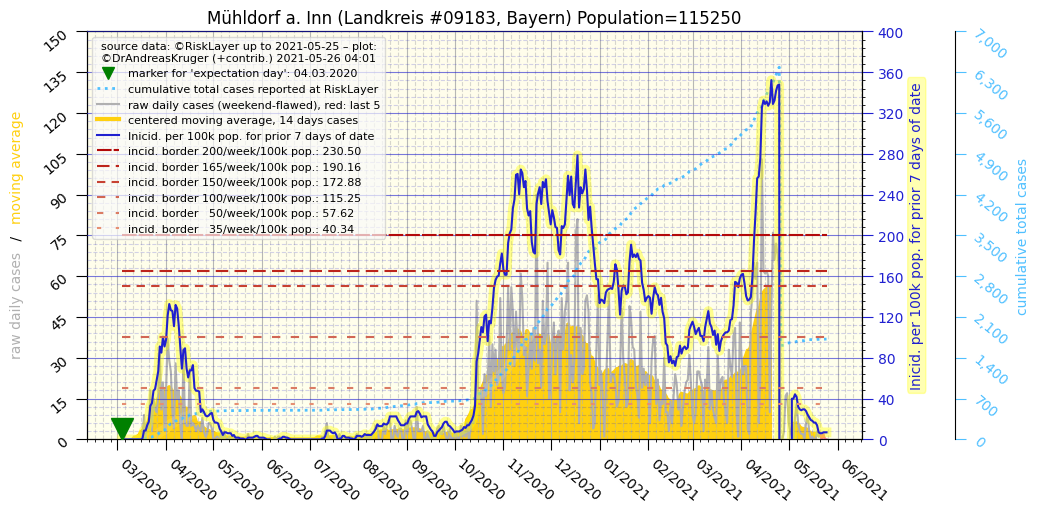 Mühldorf a. Inn (Landkreis #09183, Bayern) Population=115250
source data: ©RiskLayer up to 2021-05-25 – plot:
©DrAndreasKruger (+contrib.) 2021-05-26 04:01
marker for 'expectation day': 04.03.2020
cumulative total cases reported at RiskLayer
raw daily cases (weekend-flawed), red: last 5
centered moving average, 14 days cases
Inicid. per 100k pop. for prior 7 days of date
incid. border 200/week/100k pop.: 230.50
incid. border 165/week/100k pop.: 190.16
incid. border 150/week/100k pop.: 172.88
incid. border 100/week/100k pop.: 115.25
incid. border 50/week/100k pop.: 57.62
incid. border 35/week/100k pop.: 40.34
raw daily cases / moving average
150
135
120
105
90
75
60
45
30
15
0
400
360
320
280
240
200
160
120
80
40
0
Inicid. per 100k pop. for prior 7 days of date
7,000
6,300
5,600
4,900
4,200
3,500
2,800
2,100
1,400
700
0
cumulative total cases
03/2020
04/2020
05/2020
06/2020
07/2020
08/2020
09/2020
10/2020
11/2020
12/2020
01/2021
02/2021
03/2021
04/2021
05/2021
06/2021